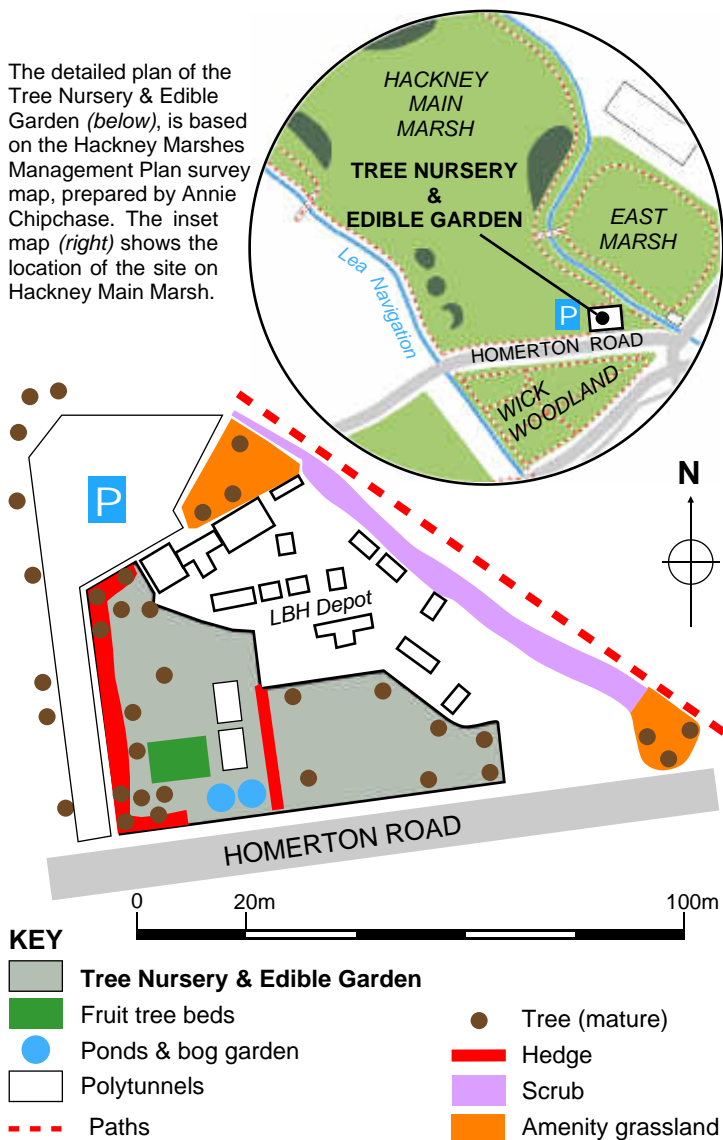 The detailed plan of the
Tree Nursery & Edible
Garden (below), is based
on the Hackney Marshes
Management Plan survey
map, prepared by Annie
Chipchase. The inset
map (right) shows the
location of the site on
Hackney Main Marsh.
HACKNEY
MAIN
MARSH
TREE NURSERY
&
EDIBLE GARDEN
EAST
MARSH
Lea Navigation
P
HOMERTON ROAD
WICK
WOODLAND
N
P
LBH Depot
HOMERTON ROAD
0 20m 100m
KEY
Tree Nursery & Edible Garden
Fruit tree beds
Ponds & bog garden
Polytunnels
Paths
Tree (mature)
Hedge
Scrub
Amenity grassland